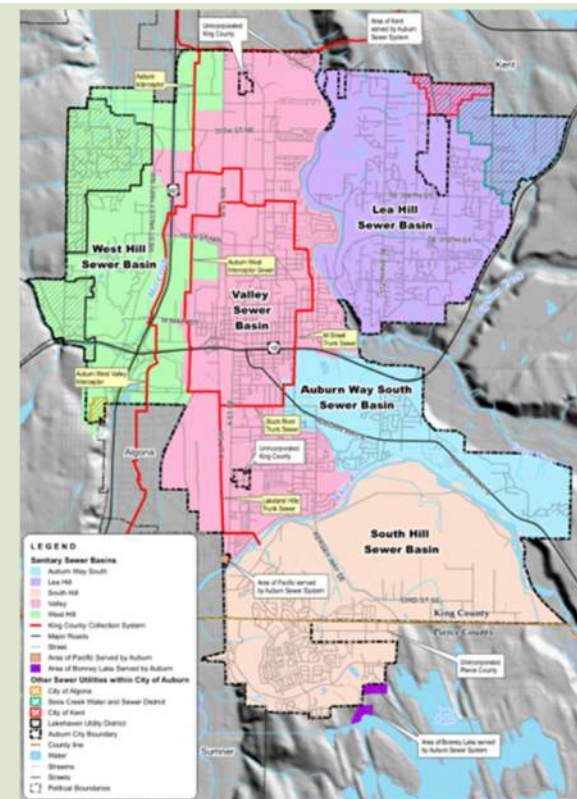 Unincorporated
King County
Area of Kent
served by Auburn
Sewer System
Kent
Auburn
Interceptor
West Hill
Sewer Basin
Lea Hill
Sewer Basin
Auburn West
Interceptor Sewer
Valley
Sewer
Basin
M Street
Trunk Sewer
Auburn West Valley
Interceptor
Auburn Way South
Sewer Basin
Algona
Trunk Sewer
Unincorporated
King County
Lakeland Hills
Trunk Sewer
South Hill
Sewer Basin
Area of Pacific served
by Auburn Sewer System
53RD ST SE
King County
Pierce County
Unincorporated
Pierce County
Area of Bonney Lake served
by Auburn Sewer System
Sumner
LEGEND
Sanitary Sewer Basins
Auburn Way South
Lea Hill
South Hill
Valley
West Hill
King County Collection System
Major Roads
Street
Area of Pacific Served by Auburn
Area of Bonney Lake Served by Auburn
Other Sewer Utilities within City of Auburn
City of Algona
Soos Creek Water and Sewer District
City of Kent
Lakehaven Utility District
Auburn City Boundary
County line
Water
Streams
Streets
Political Boundaries